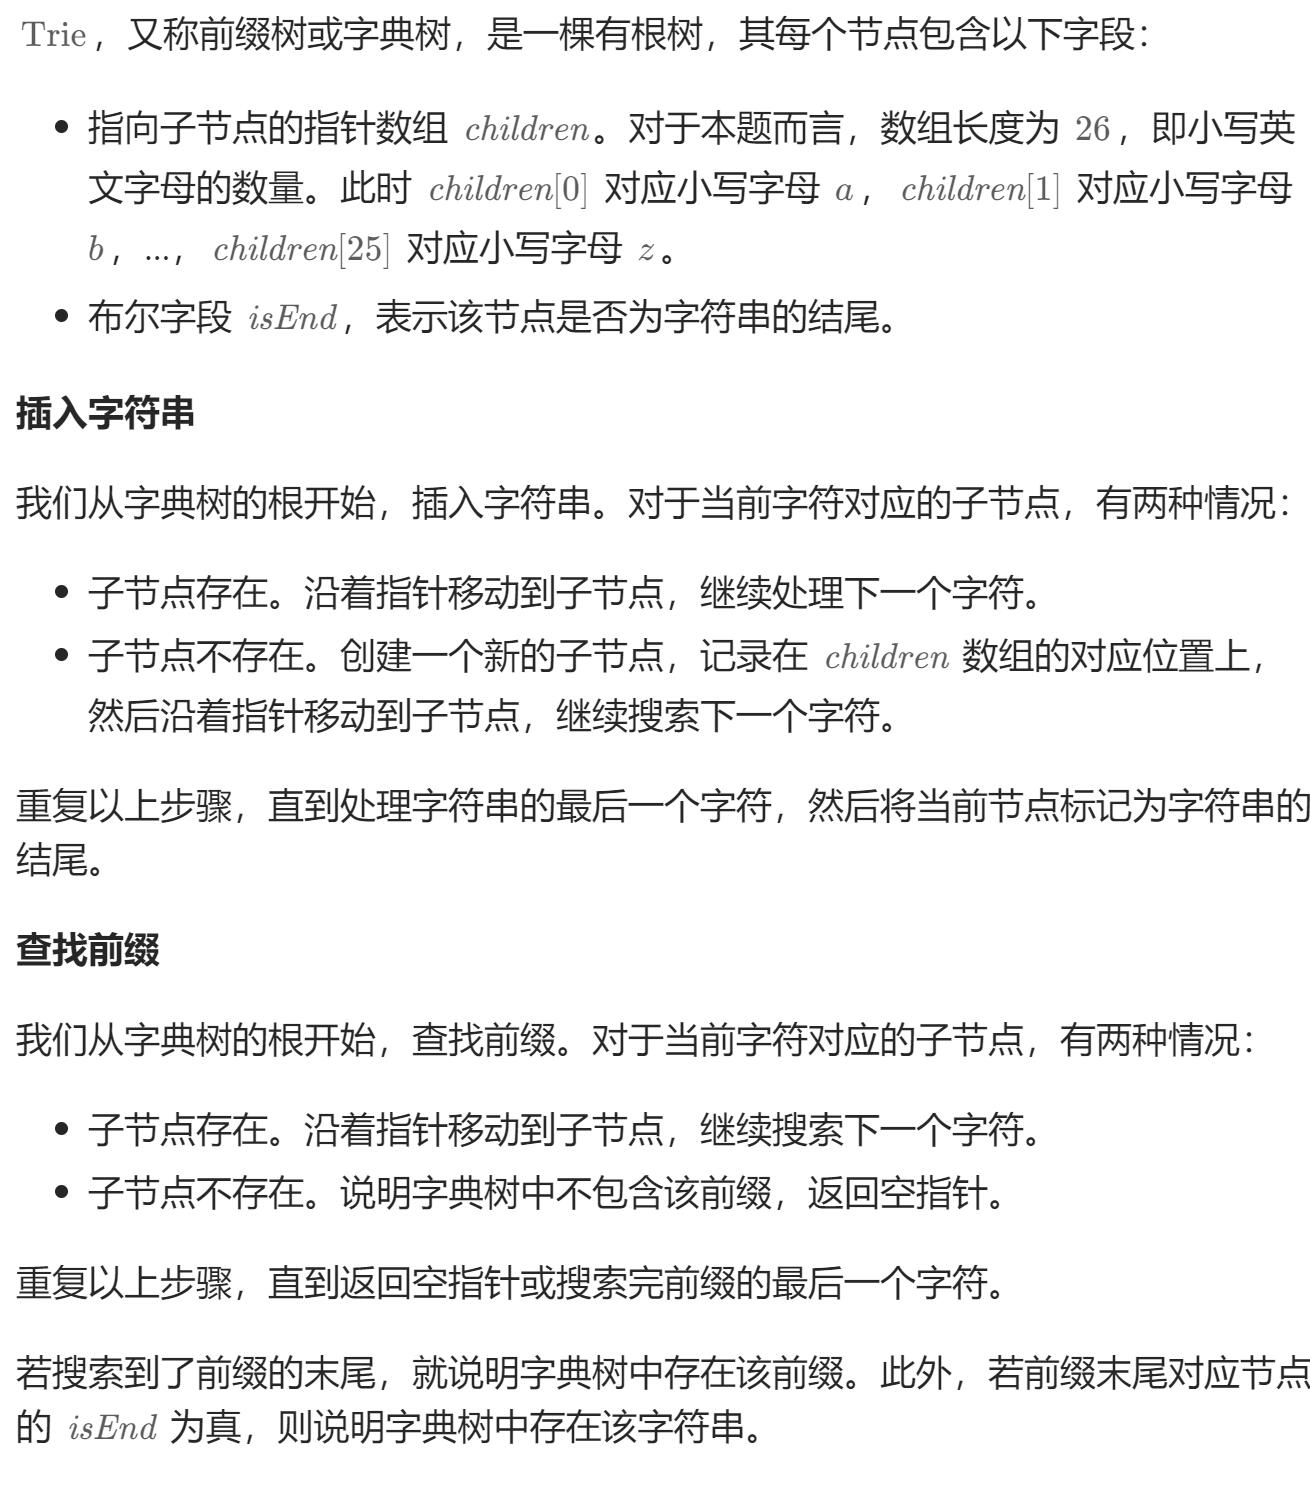 Trie，又称前缀树或字典树，是一棵有根树，其每个节点包含以下字段：
• 指向子节点的指针数组 children。对于本题而言，数组长度为 26，即小写英
文字母的数量。此时 children[0] 对应小写字母 a，children[1] 对应小写字母
b，...，children[25] 对应小写字母 z。
• 布尔字段 isEnd，表示该节点是否为字符串的结尾。
插入字符串
我们从字典树的根开始，插入字符串。对于当前字符对应的子节点，有两种情况：
• 子节点存在。沿着指针移动到子节点，继续处理下一个字符。
• 子节点不存在。创建一个新的子节点，记录在 children 数组的对应位置上，
然后沿着指针移动到子节点，继续搜索下一个字符。
重复以上步骤，直到处理字符串的最后一个字符，然后将当前节点标记为字符串的
结尾。
查找前缀
我们从字典树的根开始，查找前缀。对于当前字符对应的子节点，有两种情况：
• 子节点存在。沿着指针移动到子节点，继续搜索下一个字符。
• 子节点不存在。说明字典树中不包含该前缀，返回空指针。
重复以上步骤，直到返回空指针或搜索完前缀的最后一个字符。
若搜索到了前缀的末尾，就说明字典树中存在该前缀。此外，若前缀末尾对应节点
的 isEnd 为真，则说明字典树中存在该字符串。